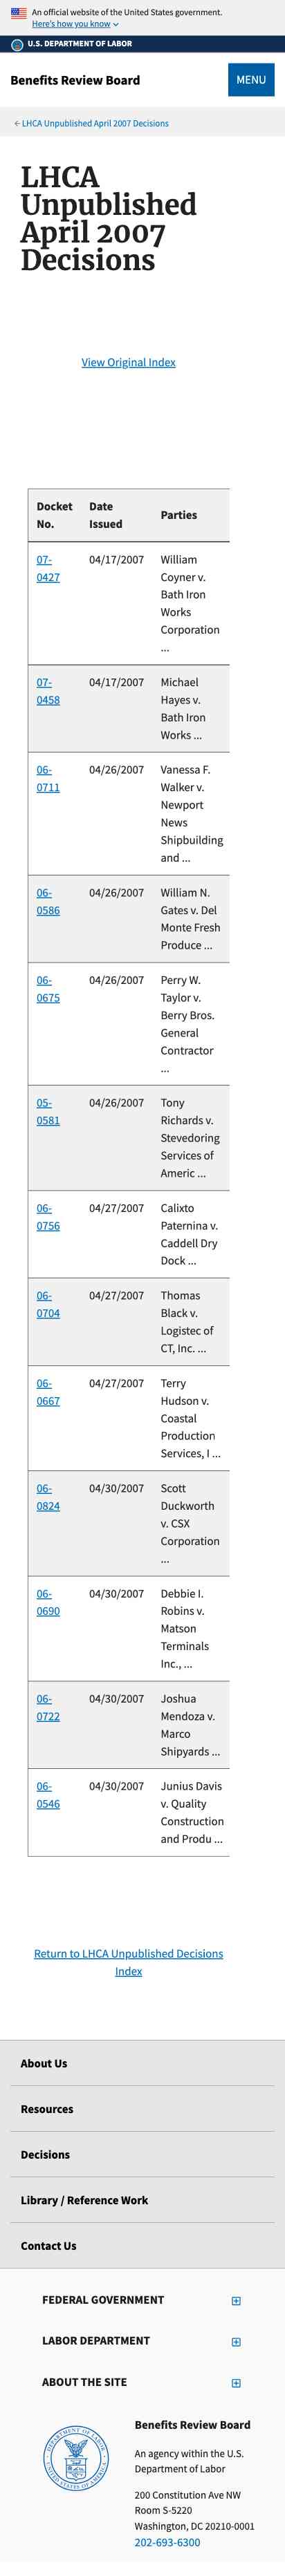 An official website of the United States government.
Here's how you know
U.S. DEPARTMENT OF LABOR
Benefits Review Board
MENU
← LHCA Unpublished April 2007 Decisions
LHCA
Unpublished
April 2007
Decisions
View Original Index
Docket No. Date Issued Parties
07-0427 04/17/2007 William Coyner v. Bath Iron Works Corporation ...
07-0458 04/17/2007 Michael Hayes v. Bath Iron Works ...
06-0711 04/26/2007 Vanessa F. Walker v. Newport News Shipbuilding and ...
06-0586 04/26/2007 William N. Gates v. Del Monte Fresh Produce ...
06-0675 04/26/2007 Perry W. Taylor v. Berry Bros. General Contractor ...
05-0581 04/26/2007 Tony Richards v. Stevedoring Services of Americ ...
06-0756 04/27/2007 Calixto Paternina v. Caddell Dry Dock ...
06-0704 04/27/2007 Thomas Black v. Logistec of CT, Inc. ...
06-0667 04/27/2007 Terry Hudson v. Coastal Production Services, I ...
06-0824 04/30/2007 Scott Duckworth v. CSX Corporation ...
06-0690 04/30/2007 Debbie I. Robins v. Matson Terminals Inc., ...
06-0722 04/30/2007 Joshua Mendoza v. Marco Shipyards ...
06-0546 04/30/2007 Junius Davis v. Quality Construction and Produ ...
Return to LHCA Unpublished Decisions
Index
About Us
Resources
Decisions
Library / Reference Work
Contact Us
FEDERAL GOVERNMENT
LABOR DEPARTMENT
ABOUT THE SITE
DEPARTMENT OF LABOR
UNITED STATES OF AMERICA
Benefits Review Board
An agency within the U.S.
Department of Labor
200 Constitution Ave NW
Room S-5220
Washington, DC 20210-0001
202-693-6300